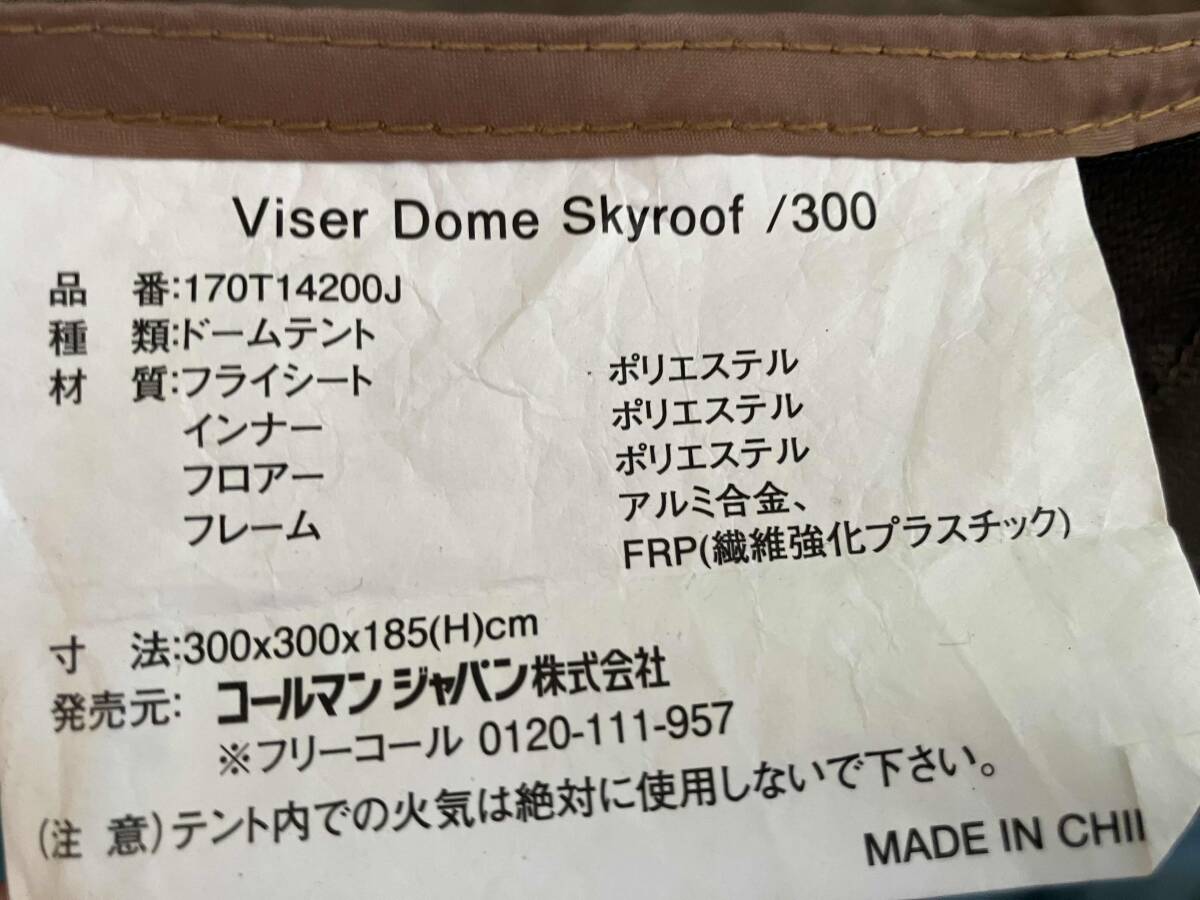 Viser Dome Skyroof /300
品 番:170T14200J
種 類:ドームテント
材 質:フライシート ポリエステル
インナー ポリエステル
フロアー ポリエステル
フレーム アルミ合金、
FRP(繊維強化プラスチック)
寸 法:300x300x185(H)cm
発売元: コールマン ジャパン株式会社
※フリーコール 0120-111-957
(注 意)テント内での火気は絶対に使用しないで下さい。
MADE IN